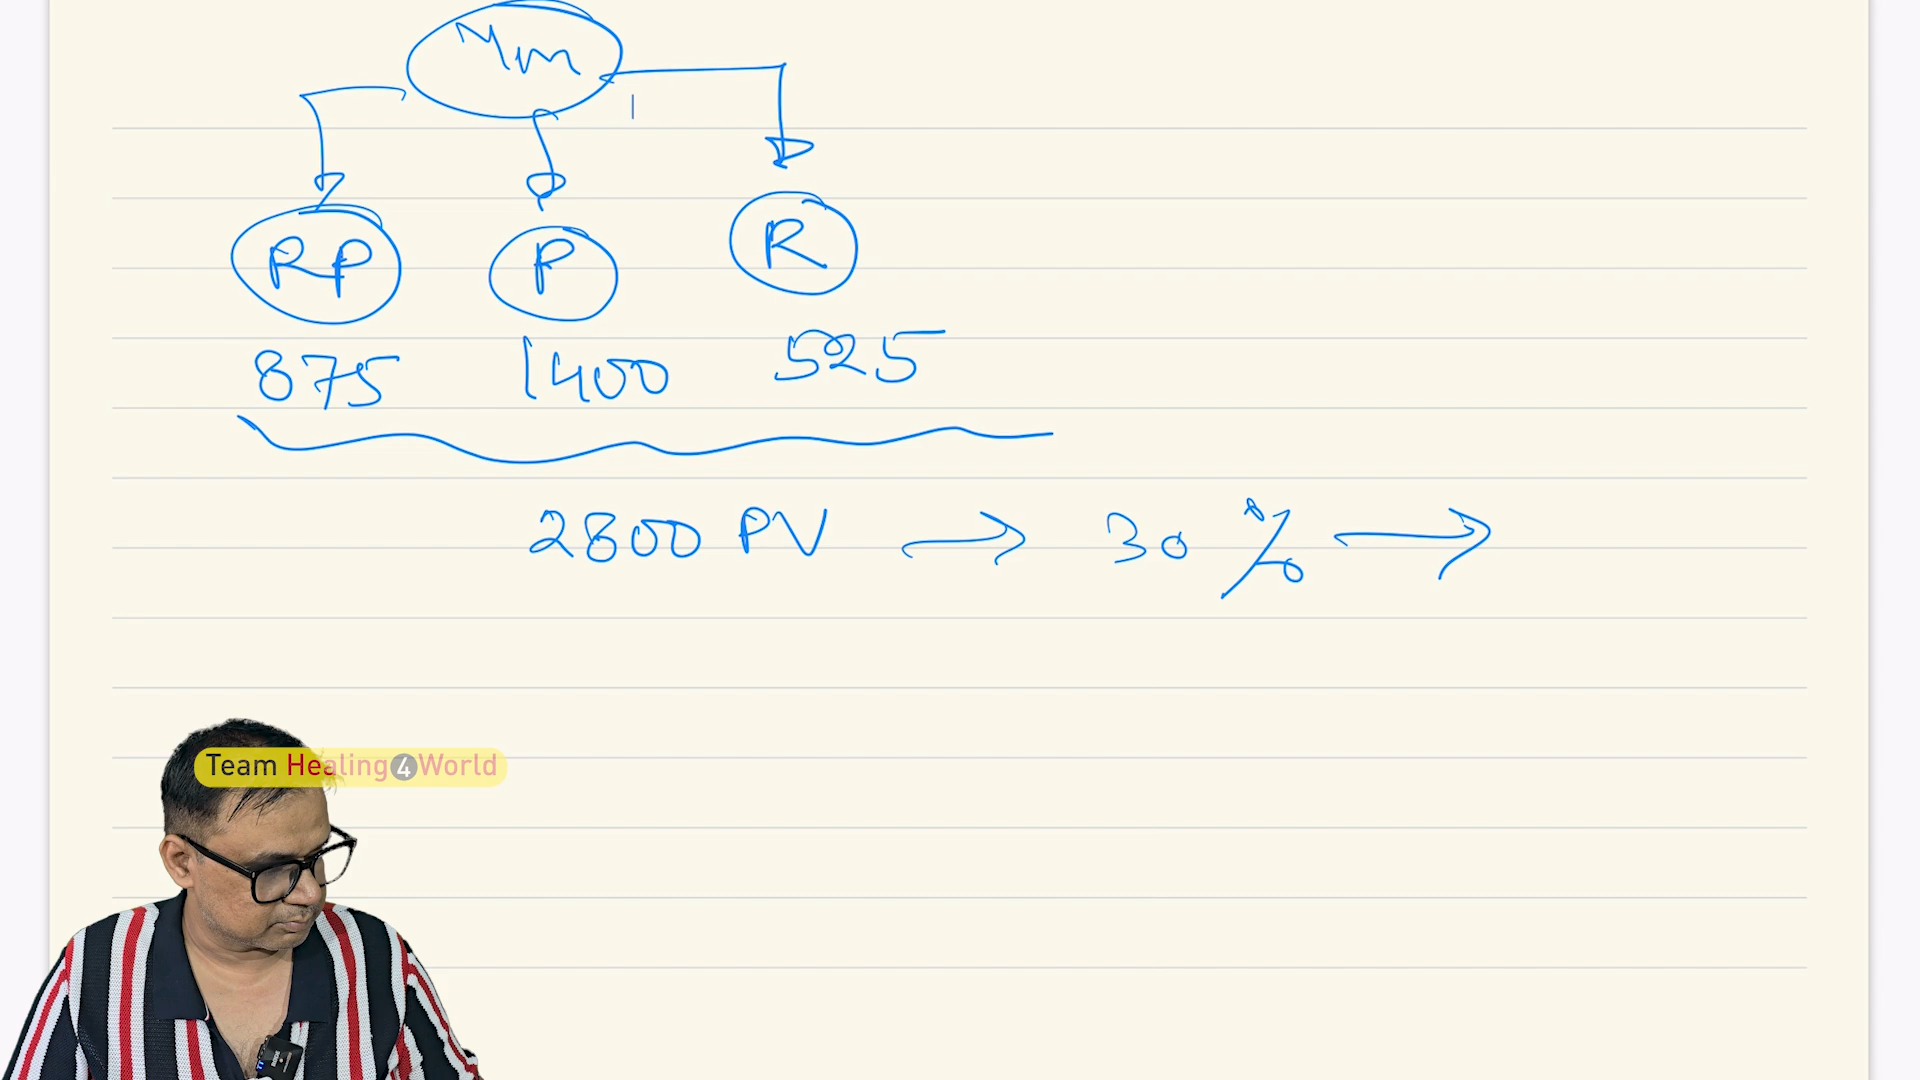 Mm
RP P R
875 1400 525
2800 PV → 30% →
Team Healing4World